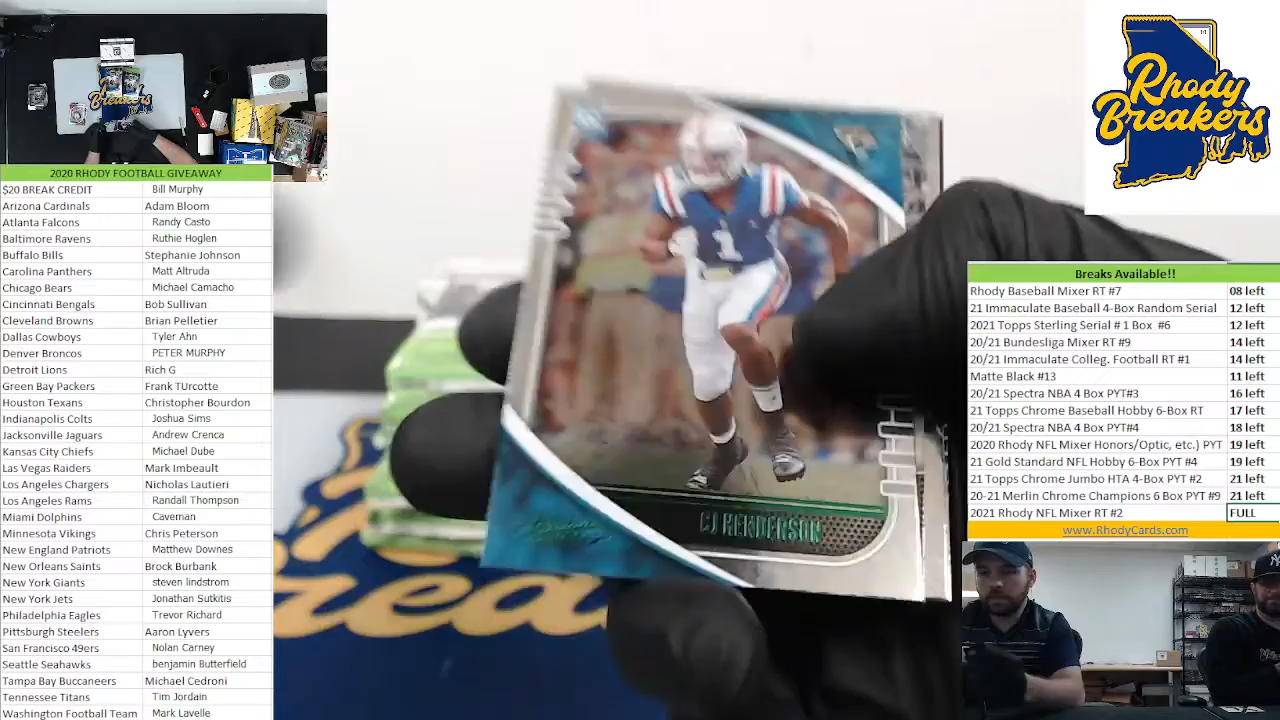 2020 RHODY FOOTBALL GIVEAWAY
$20 BREAK CREDIT Bill Murphy
Arizona Cardinals Adam Bloom
Atlanta Falcons Randy Casto
Baltimore Ravens Ruthie Hoglen
Buffalo Bills Stephanie Johnson
Carolina Panthers Matt Altruda
Chicago Bears Michael Camacho
Cincinnati Bengals Bob Sullivan
Cleveland Browns Brian Pelletier
Dallas Cowboys Tyler Ahn
Denver Broncos PETER MURPHY
Detroit Lions Rich G
Green Bay Packers Frank TUrcotte
Houston Texans Christopher Bourdon
Indianapolis Colts Joshua Sims
Jacksonville Jaguars Andrew Crenca
Kansas City Chiefs Michael Dube
Las Vegas Raiders Mark Imbeault
Los Angeles Chargers Nicholas Lautieri
Los Angeles Rams Randall Thompson
Miami Dolphins Caveman
Minnesota Vikings Chris Peterson
New England Patriots Matthew Downes
New Orleans Saints Brock Burbank
New York Giants steven lindstrom
New York Jets Jonathan Sutkitis
Philadelphia Eagles Trevor Richard
Pittsburgh Steelers Aaron Lyvers
San Francisco 49ers Nolan Carney
Seattle Seahawks benjamin Butterfield
Tampa Bay Buccaneers Michael Cedroni
Tennessee Titans Tim Jordain
Washington Football Team Mark Lavelle
Rhody
Breakers
1
CJ HENDERSON
Rhody
Breakers
Breakers Available!!
Rhody Baseball Mixer RT #7 08 left
21 Immaculate Baseball 4-Box Random Serial 12 left
2021 Topps Sterling Serial # 1 Box #6 12 left
20/21 Bundesliga Mixer RT #9 14 left
20/21 Immaculate Colleg. Football RT #1 14 left
Matte Black #13 11 left
20/21 Spectra NBA 4 Box PYT#3 16 left
21 Topps Chrome Baseball Hobby 6-Box RT 17 left
20/21 Spectra NBA 4 Box PYT#4 18 left
2020 Rhody NFL Mixer Honors/Optic, etc.) PYT 19 left
21 Gold Standard NFL Hobby 6-Box PYT #4 19 left
21 Topps Chrome Jumbo HTA 4-Box PYT #2 21 left
20-21 Merlin Chrome Champions 6 Box PYT #9 21 left
2021 Rhody NFL Mixer RT #2 FULL
www.RhodyCards.com